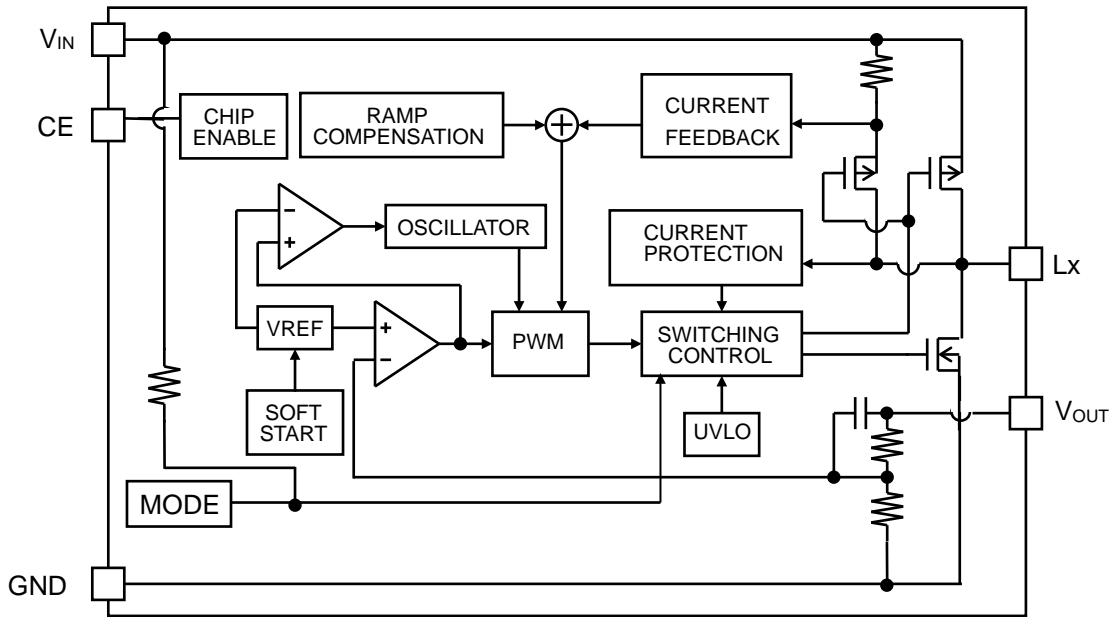 VIN
CE
CHIP
ENABLE
RAMP
COMPENSATION
+
CURRENT
FEEDBACK
−
+
OSCILLATOR
CURRENT
PROTECTION
Lx
VREF
+
−
PWM
SWITCHING
CONTROL
SOFT
START
UVLO
VOUT
MODE
GND